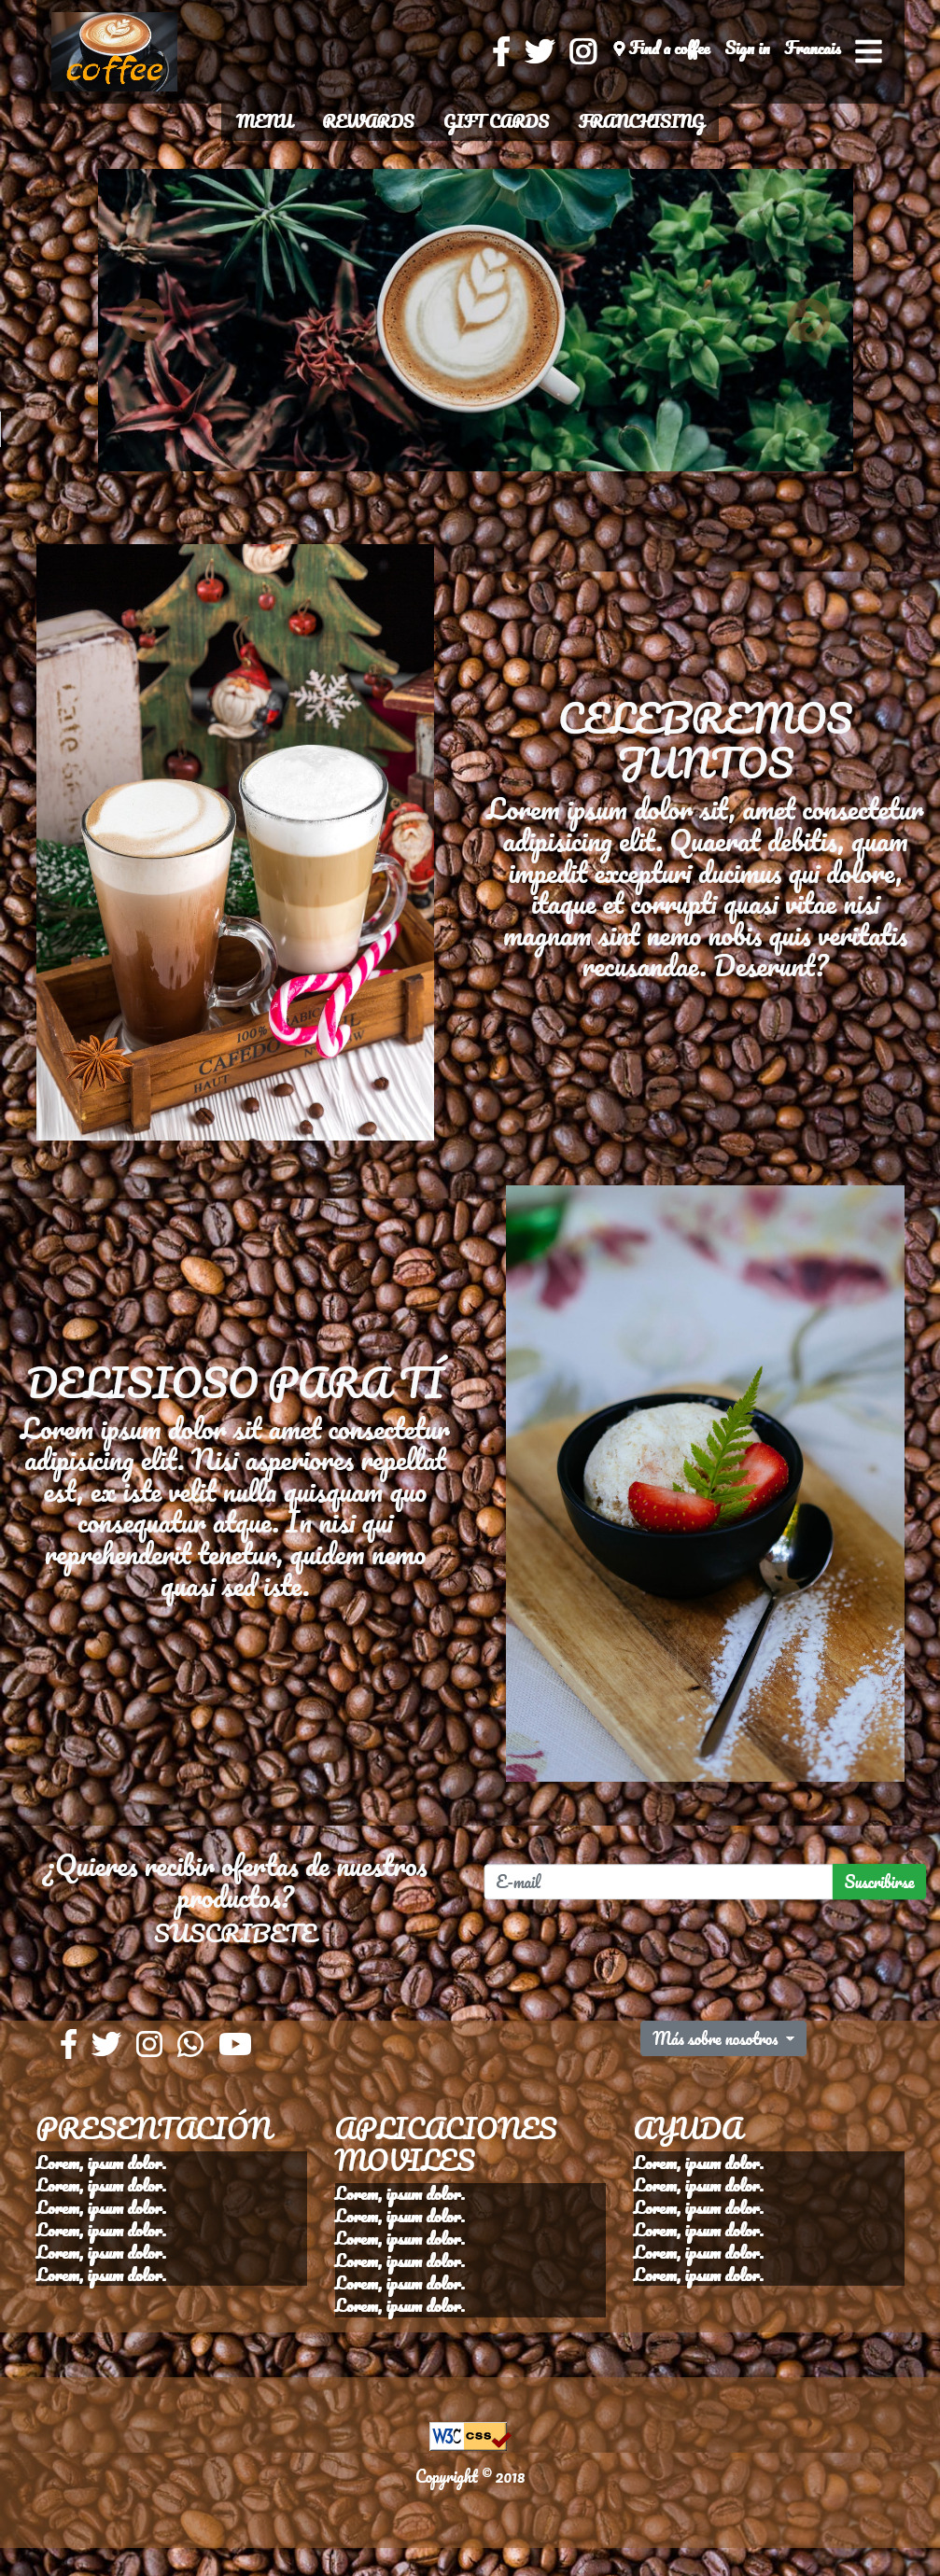 coffee
Find a coffee Sign in Francais
MENU REWARDS GIFT CARDS FRANCHISING
CELEBREMOS
JUNTOS
Lorem ipsum dolor sit, amet consectetur
adipisicing elit. Quaerat debitis, quam
impedit excepturi ducimus qui dolore,
itaque et corrupti quasi vitae nisi
magnam sint nemo nobis quis veritatis
recusandae. Deserunt?
100%
HAUT
DELISIOSO PARA TÍ
Lorem ipsum dolor sit amet consectetur
adipisicing elit. Nisi asperiores repellat
est, ex iste velit nulla quisquam quo
consequatur atque. In nisi qui
reprehenderit tenetur, quidem nemo
quasi sed iste.
¿Quieres recibir ofertas de nuestros
productos?
SUSCRIBETE
E-mail Suscribirse
Más sobre nosotros
PRESENTACIÓN
Lorem, ipsum dolor.
Lorem, ipsum dolor.
Lorem, ipsum dolor.
Lorem, ipsum dolor.
Lorem, ipsum dolor.
Lorem, ipsum dolor.
APLICACIONES
MOVILES
Lorem, ipsum dolor.
Lorem, ipsum dolor.
Lorem, ipsum dolor.
Lorem, ipsum dolor.
Lorem, ipsum dolor.
Lorem, ipsum dolor.
AYUDA
Lorem, ipsum dolor.
Lorem, ipsum dolor.
Lorem, ipsum dolor.
Lorem, ipsum dolor.
Lorem, ipsum dolor.
Lorem, ipsum dolor.
W3C css
Copyright © 2018